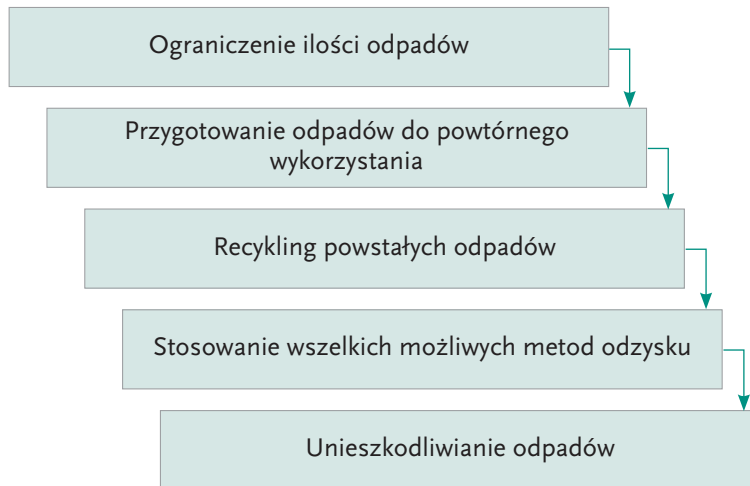 Ograniczenie ilości odpadów
Przygotowanie odpadów do powtórnego
wykorzystania
Recykling powstałych odpadów
Stosowanie wszelkich możliwych metod odzysku
Unieszkodliwianie odpadów